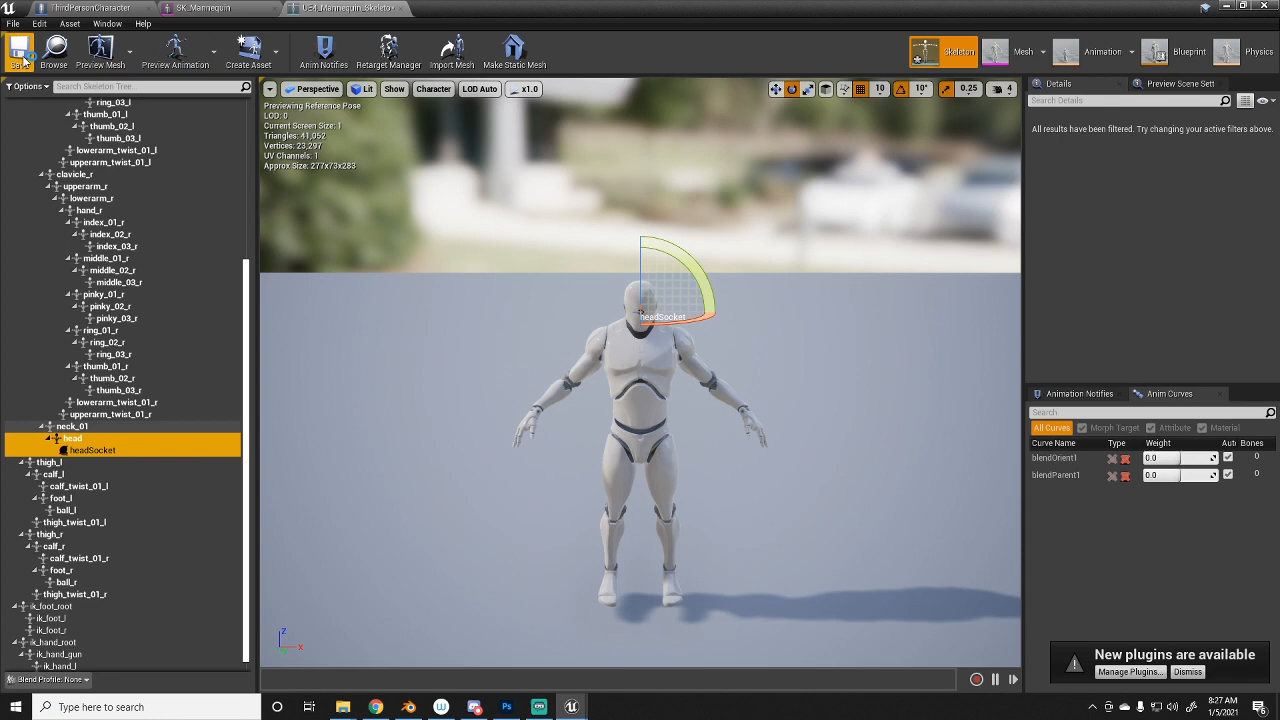 ThirdPersonCharacter
SK_Mannequin
UE4_Mannequin_Skeleton
File Edit Asset Window Help
Browse
Preview Mesh
Preview Animation
Create Asset
Anim Notifies
Retarget Manager
Import Mesh
Make Static Mesh
Skeleton
Mesh
Animation
Blueprint
Physics
Options
Search Skeleton Tree...
ring_03_l
thumb_01_l
thumb_02_l
thumb_03_l
lowerarm_twist_01_l
upperarm_twist_01_l
clavicle_r
upperarm_r
lowerarm_r
hand_r
index_01_r
index_02_r
index_03_r
middle_01_r
middle_02_r
middle_03_r
pinky_01_r
pinky_02_r
pinky_03_r
ring_01_r
ring_02_r
ring_03_r
thumb_01_r
thumb_02_r
thumb_03_r
lowerarm_twist_01_r
upperarm_twist_01_r
neck_01
head
headSocket
thigh_l
calf_l
calf_twist_01_l
foot_l
ball_l
thigh_twist_01_l
thigh_r
calf_r
calf_twist_01_r
foot_r
ball_r
thigh_twist_01_r
ik_foot_root
ik_foot_l
ik_foot_r
ik_hand_root
ik_hand_gun
ik_hand_l
Blend Profile: None
Perspective Lit Show Character LOD Auto x1.0
10 10° 0.25 4
Previewing Reference Pose
LOD: 0
Current Screen Size: 1
Triangles: 41,052
Vertices: 23,297
UV Channels: 1
Approx Size: 277x73x283
headSocket
Z
X
Details
Preview Scene Sett
Search Details
All results have been filtered. Try changing your active filters above.
Animation Notifies
Anim Curves
Search
All Curves Morph Target Attribute Material
Curve Name Type Weight Auto Bones
blendOrient1 0.0 0
blendParent1 0.0 0
New plugins are available
Manage Plugins... Dismiss
Type here to search
8:27 AM
1/5/2021